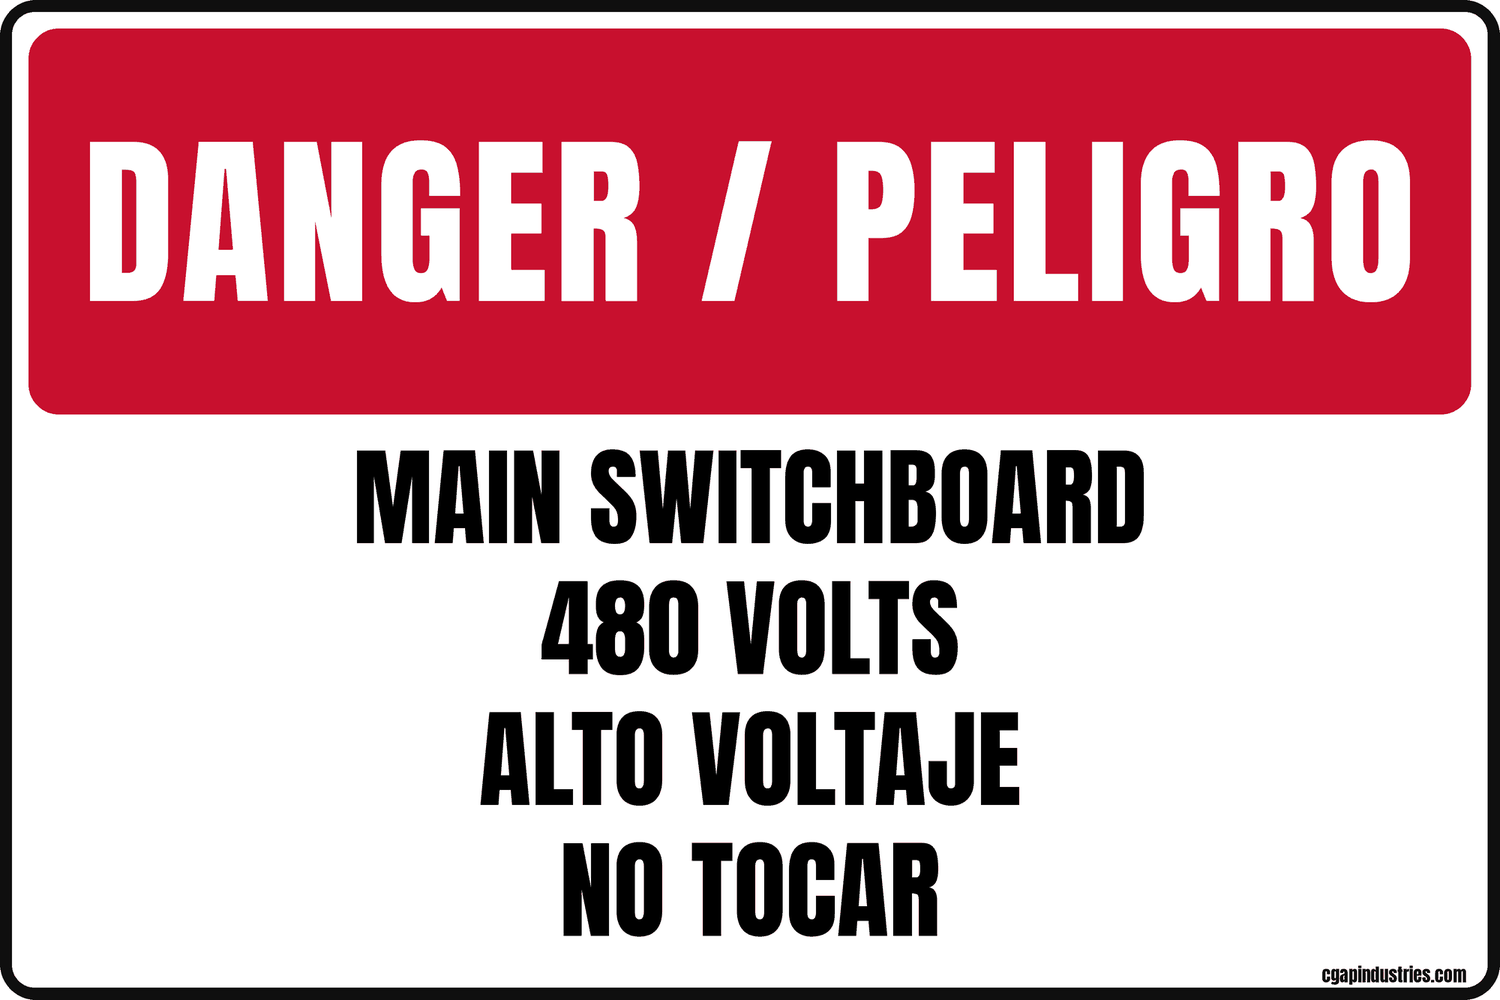 DANGER / PELIGRO
MAIN SWITCHBOARD
480 VOLTS
ALTO VOLTAJE
NO TOCAR
cgapindustries.com